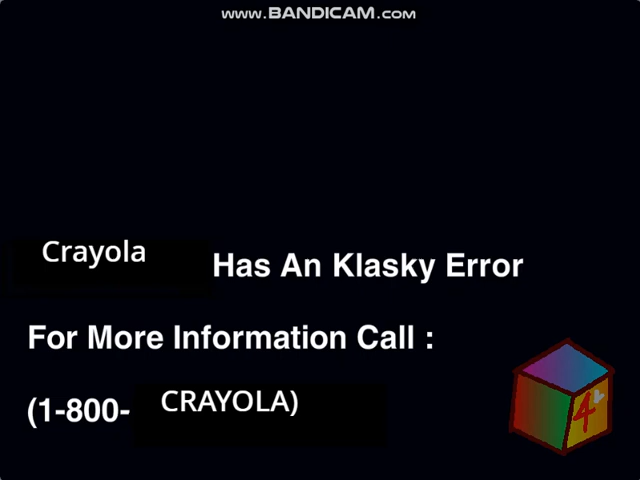 www.BANDICAM.com
Crayola Has An Klasky Error
For More Information Call :
(1-800- CRAYOLA)
4